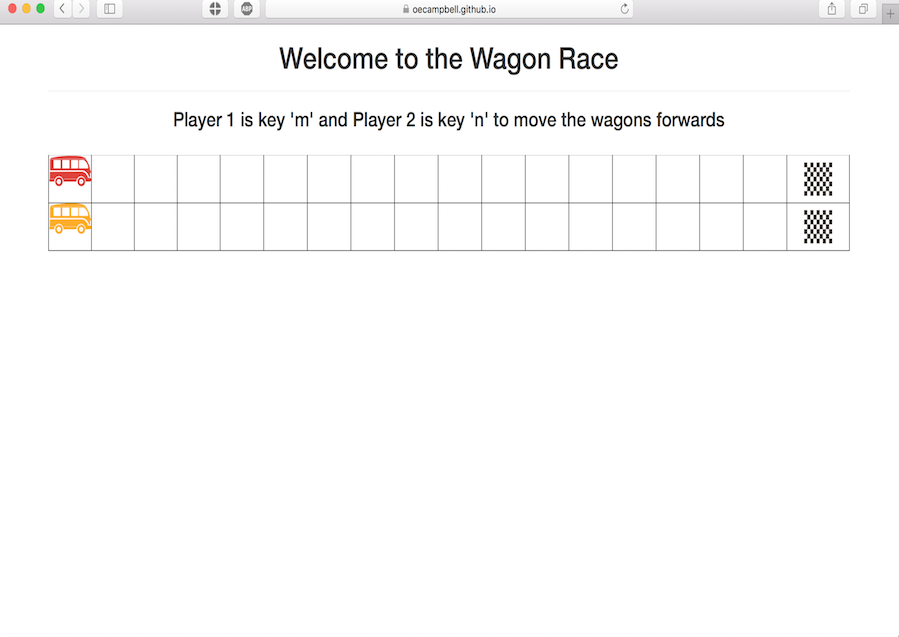 ABP
oecampbell.github.io
Welcome to the Wagon Race
Player 1 is key 'm' and Player 2 is key 'n' to move the wagons forwards